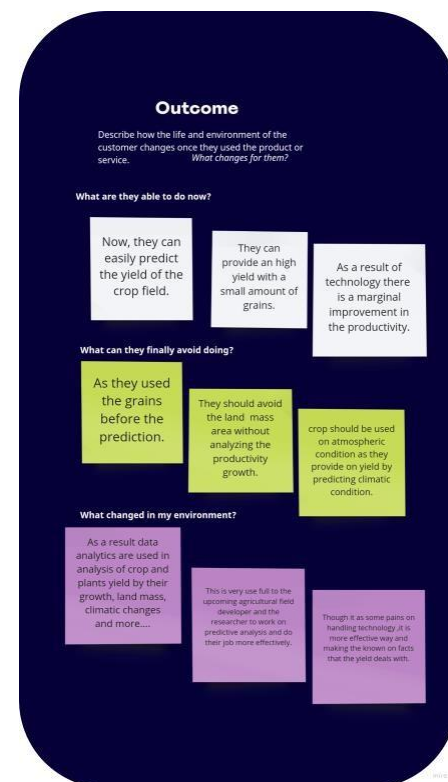 Outcome
Describe how the life and environment of the
customer changes once they used the product or
service. What changes for them?
What are they able to do now?
Now, they can
easily predict
the yield of the
crop field.
They can
provide an high
yield with a
small amount of
grains.
As a result of
technology there
is a marginal
improvement in
the productivity.
What can they finally avoid doing?
As they used
the grains
before the
prediction.
They should avoid
the land mass
area without
analyzing the
productivity
growth.
crop should be used
on atmospheric
condition as they
provide on yield by
predicting climatic
condition.
What changed in my environment?
As a result data
analytics are used in
analysis of crop and
plants yield by their
growth, land mass,
climatic changes
and more....
This is very use full to the
upcoming agricultural field
developer and the
researcher to work on
predictive analysis and do
their job more effectively.
Though it as some pains on
handling technology ,it is
more effective way and
making the known on facts
that the yield deals with.